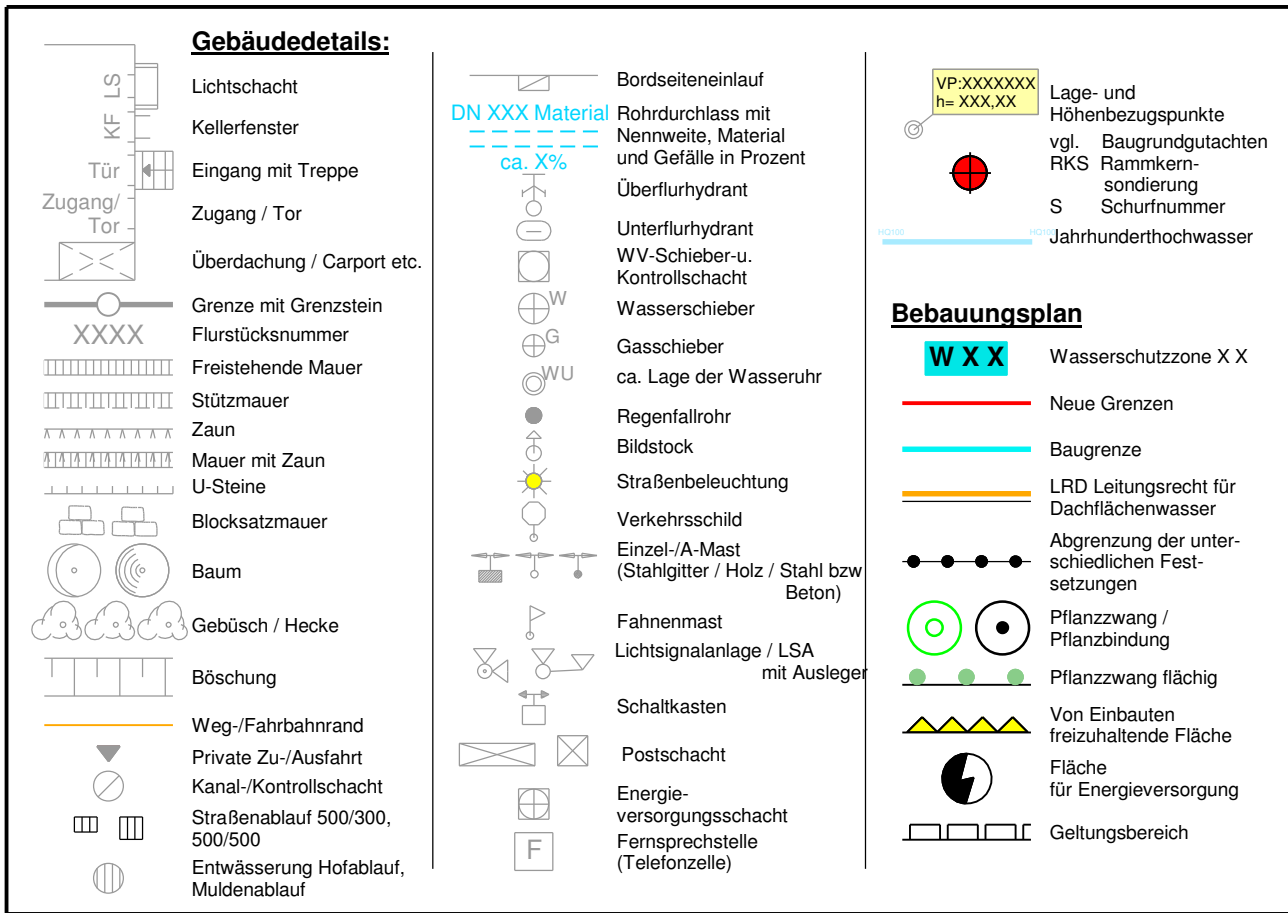 Gebäudedetails:
LS
Lichtschacht
KF
Kellerfenster
Tür
Eingang mit Treppe
Zugang/
Tor
Zugang / Tor
Überdachung / Carport etc.
Grenze mit Grenzstein
XXXX
Flurstücksnummer
Freistehende Mauer
Stützmauer
Zaun
Mauer mit Zaun
U-Steine
Blocksatzmauer
Baum
Gebüsch / Hecke
Böschung
Weg-/Fahrbahnrand
Private Zu-/Ausfahrt
Kanal-/Kontrollschacht
Straßenablauf 500/300,
500/500
Entwässerung Hofablauf,
Muldenablauf
Bordseiteneinlauf
DN XXX Material
ca. X%
Rohrdurchlass mit
Nennweite, Material
und Gefälle in Prozent
Überflurhydrant
Unterflurhydrant
WV-Schieber-u.
Kontrollschacht
W
Wasserschieber
G
Gasschieber
WU
ca. Lage der Wasseruhr
Regenfallrohr
Bildstock
Straßenbeleuchtung
Verkehrsschild
Einzel-/A-Mast
(Stahlgitter / Holz / Stahl bzw
Beton)
Fahnenmast
Lichtsignalanlage / LSA
mit Ausleger
Schaltkasten
Postschacht
Energie-
versorgungsschacht
F
Fernsprechstelle
(Telefonzelle)
VP:XXXXXXX
h= XXX,XX
Lage- und
Höhenbezugspunkte
vgl. Baugrundgutachten
RKS Rammkern-
sondierung
S Schurfnummer
HQ100 HQ100
Jahrhunderthochwasser
Bebauungsplan
W X X
Wasserschutzzone X X
Neue Grenzen
Baugrenze
LRD Leitungsrecht für
Dachflächenwasser
Abgrenzung der unter-
schiedlichen Fest-
setzungen
Pflanzzwang /
Pflanzbindung
Pflanzzwang flächig
Von Einbauten
freizuhaltende Fläche
Fläche
für Energieversorgung
Geltungsbereich